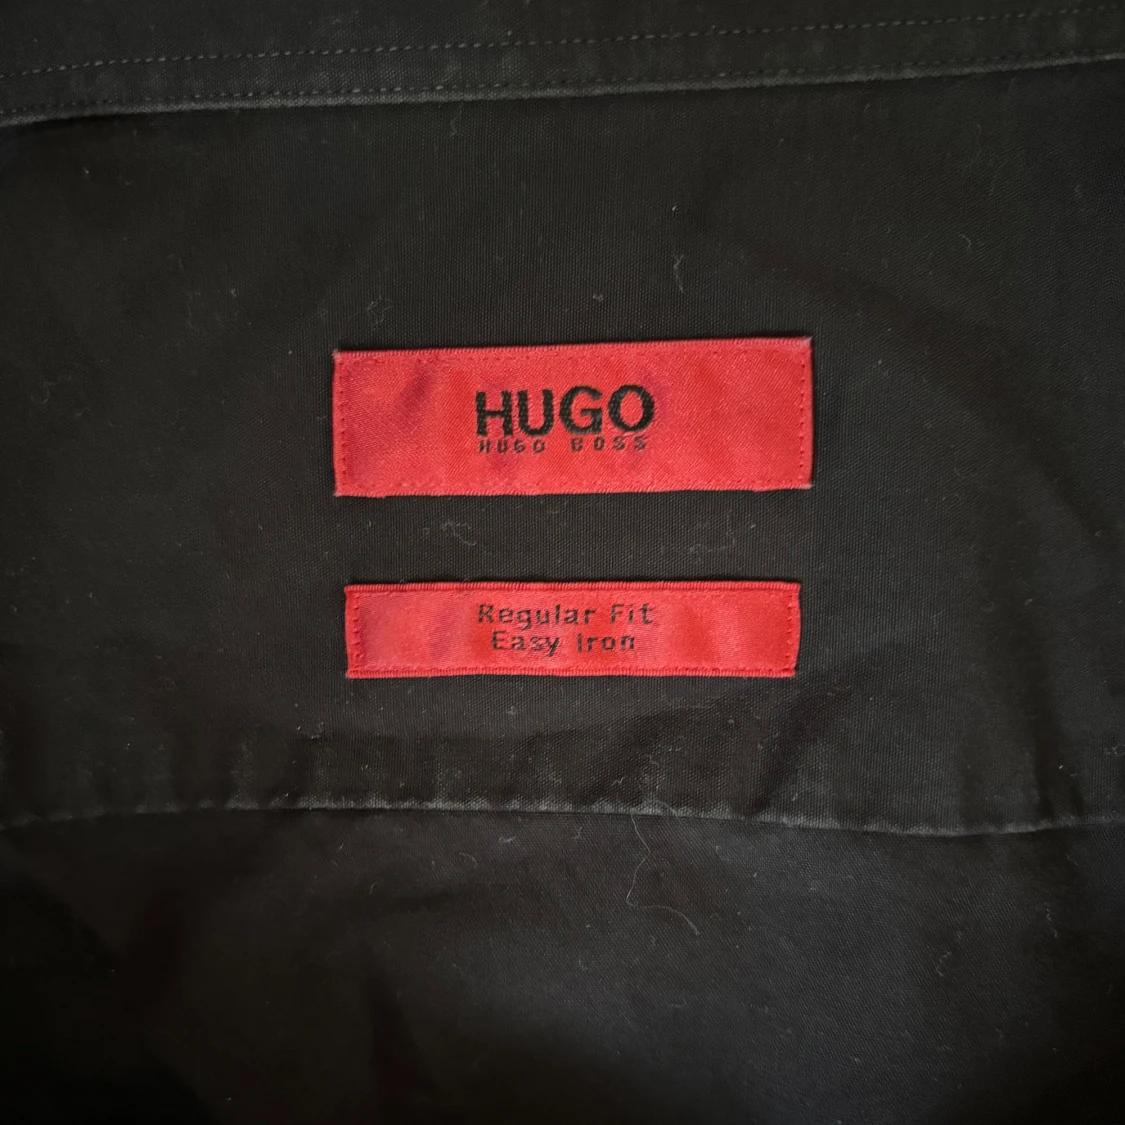 HUGO
HUGO BOSS
Regular Fit
Easy Iron